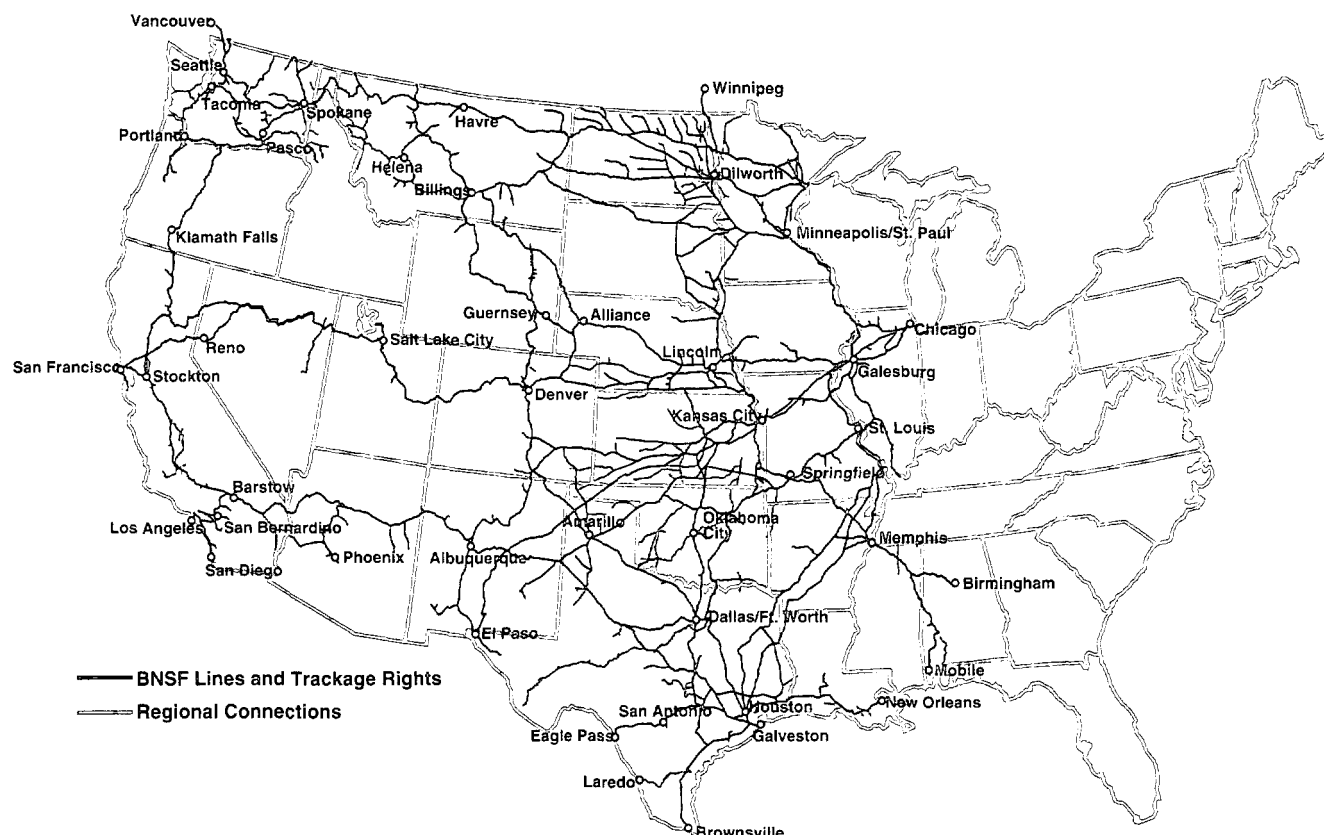 Vancouver
Seattle
Tacoma
Spokane
Portland
Pasco
Havre
Helena
Billings
Winnipeg
Dilworth
Minneapolis/St. Paul
Klamath Falls
Guernsey
Alliance
Chicago
Reno
Salt Lake City
Lincoln
Galesburg
San Francisco
Stockton
Denver
Kansas City
St. Louis
Springfield
Barstow
Los Angeles
San Bernardino
San Diego
Phoenix
Albuquerque
Amarillo
Oklahoma
City
Memphis
Birmingham
El Paso
Dallas/Ft. Worth
Mobile
BNSF Lines and Trackage Rights
Regional Connections
San Antonio
Houston
New Orleans
Eagle Pass
Galveston
Laredo
Brownsville